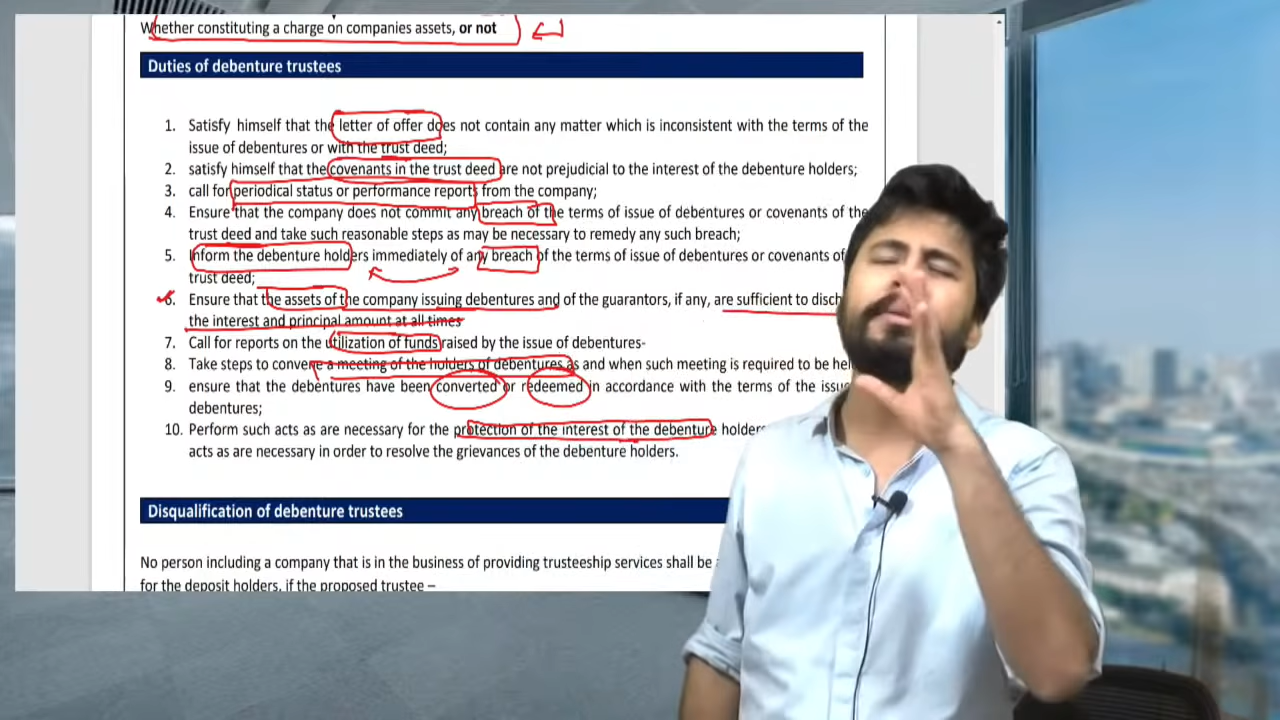 Whether constituting a charge on companies assets, or not
Duties of debenture trustees
1. Satisfy himself that the letter of offer does not contain any matter which is inconsistent with the terms of the
issue of debentures or with the trust deed;
2. satisfy himself that the covenants in the trust deed are not prejudicial to the interest of the debenture holders;
3. call for periodical status or performance reports from the company;
4. Ensure that the company does not commit any breach of the terms of issue of debentures or covenants of the
trust deed and take such reasonable steps as may be necessary to remedy any such breach;
5. Inform the debenture holders immediately of any breach of the terms of issue of debentures or covenants of
trust deed;
6. Ensure that the assets of the company issuing debentures and of the guarantors, if any, are sufficient to
the interest and principal amount at all times
7. Call for reports on the utilization of funds raised by the issue of debentures-
8. Take steps to convene a meeting of the holders of debentures as and when such meeting is required to be
9. ensure that the debentures have been converted or redeemed in accordance with the terms of the
debentures;
10. Perform such acts as are necessary for the protection of the interest of the debenture
acts as are necessary in order to resolve the grievances of the debenture holders.
Disqualification of debenture trustees
No person including a company that is in the business of providing trusteeship services shall be
for the deposit holders, if the proposed trustee –